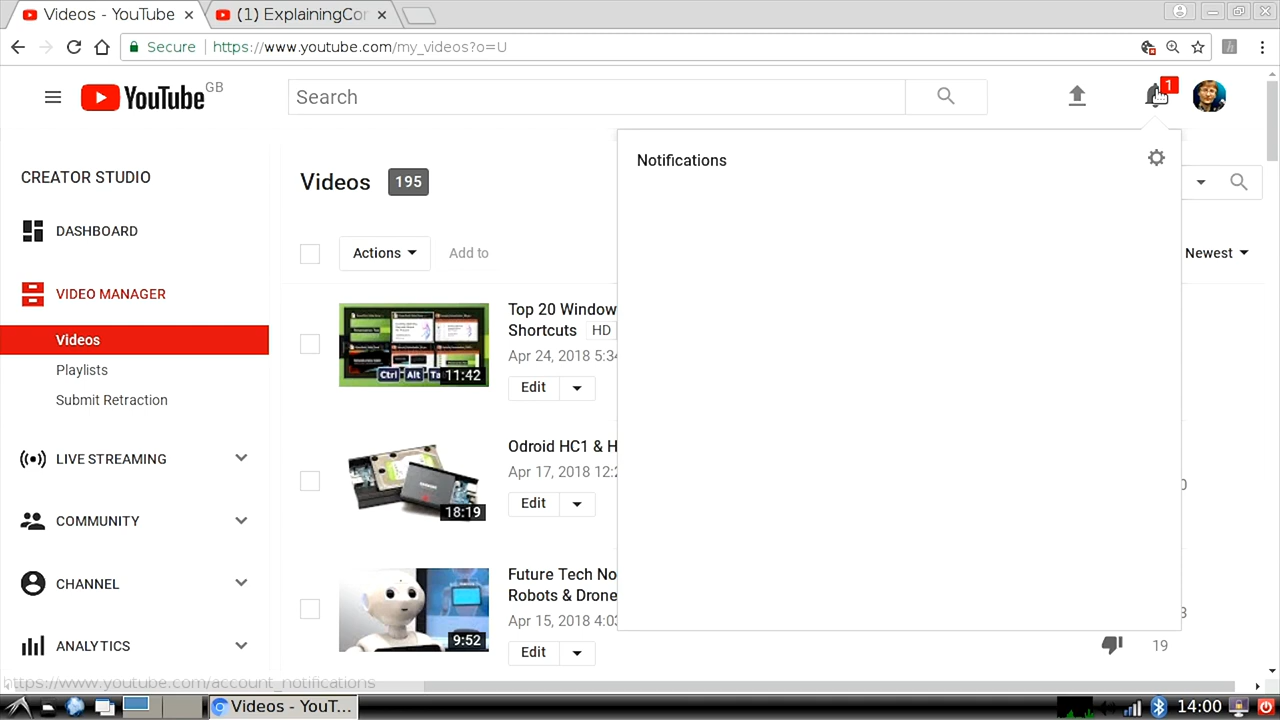 Videos - YouTube
(1) ExplainingCor
Secure
https://www.youtube.com/my_videos?o=U
YouTube GB
Search
1
Notifications
CREATOR STUDIO
Videos 195
DASHBOARD
Actions
Add to
Newest
VIDEO MANAGER
Videos
Playlists
Submit Retraction
Top 20 Window
Shortcuts HD
Apr 24, 2018 5:34
Ctrl Alt Ta
11:42
Edit
LIVE STREAMING
Odroid HC1 & H
Apr 17, 2018 12:2
18:19
Edit
0
COMMUNITY
CHANNEL
Future Tech No
Robots & Drone
Apr 15, 2018 4:03
9:52
Edit
3
19
ANALYTICS
https://www.youtube.com/account_notifications
Videos - YouT...
14:00